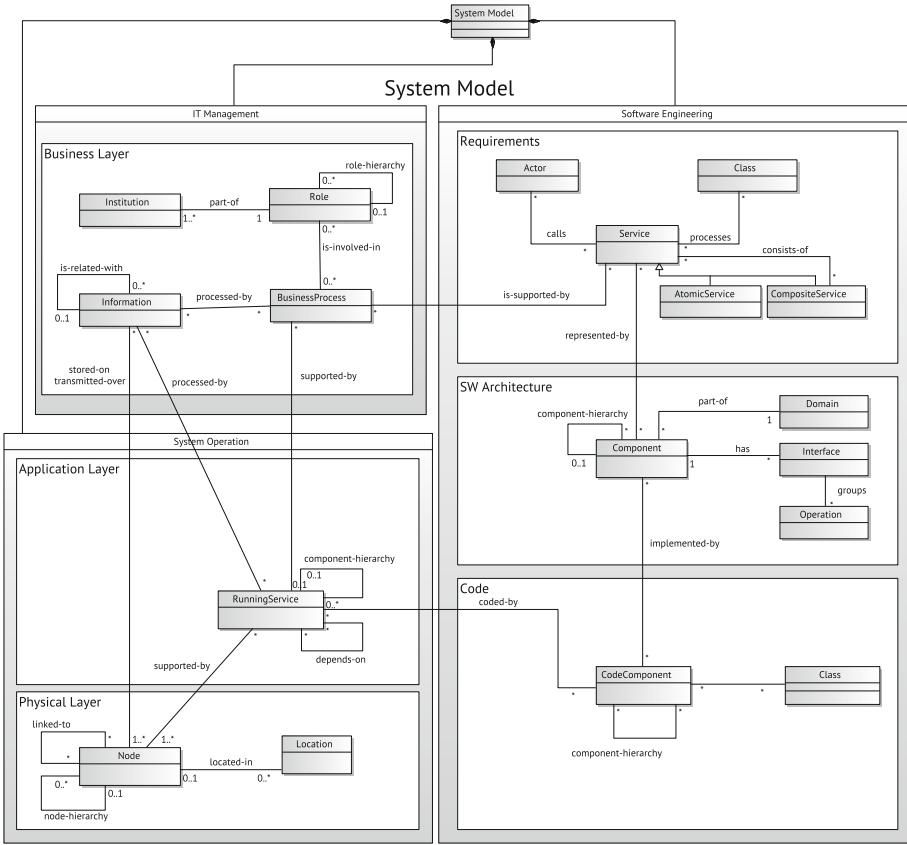 System Model
System Model
IT Management
Business Layer
role-hierarchy
0..*
Role
0..1
Institution
part-of
1..*
1
0..*
is-involved-in
is-related-with
0..*
0..*
Information
processed-by
BusinessProcess
0..1
*
*
*
*
*
*
stored-on
transmitted-over
processed-by
supported-by
is-supported-by
System Operation
Application Layer
component-hierarchy
0..1
*
0..1
RunningService
0..*
*
*
*
*
depends-on
supported-by
coded-by
Physical Layer
linked-to
*
1..*
1..*
*
Node
Location
located-in
0..*
0..1
0..1
0..*
node-hierarchy
Software Engineering
Requirements
Actor
Class
*
*
calls
Service
processes
*
*
consists-of
*
*
*
*
AtomicService
CompositeService
represented-by
SW Architecture
part-of
Domain
component-hierarchy
1
*
*
*
Component
has
Interface
0..1
1
*
*
groups
*
Operation
implemented-by
Code
*
CodeComponent
Class
*
*
*
*
*
component-hierarchy